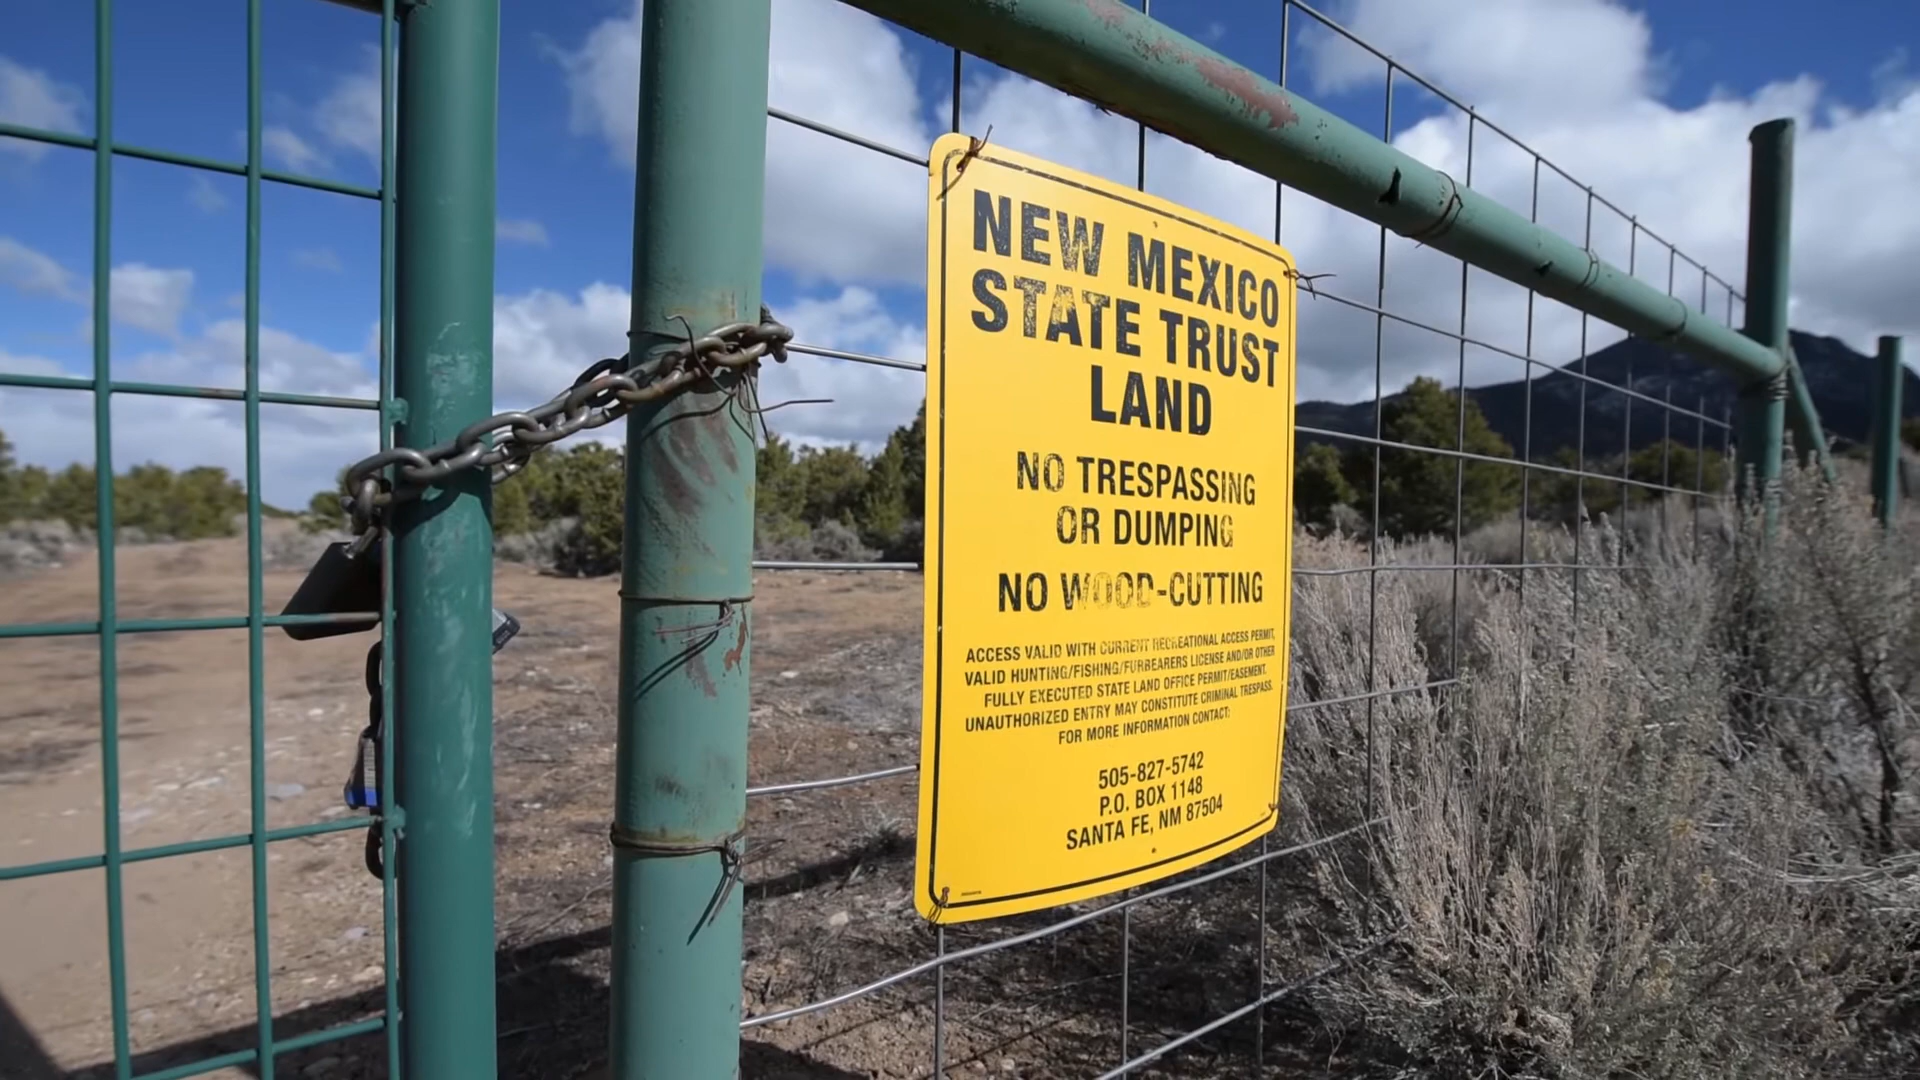 NEW MEXICO
STATE TRUST
LAND
NO TRESPASSING
OR DUMPING
NO WOOD-CUTTING
ACCESS VALID WITH CURRENT RECREATIONAL ACCESS PERMIT,
VALID HUNTING/FISHING/FURREARERS LICENSE AND/OR OTHER
FULLY EXECUTED STATE LAND OFFICE PERMIT/EASEMENT.
UNAUTHORIZED ENTRY MAY CONSTITUTE CRIMINAL TRESPASS.
FOR MORE INFORMATION CONTACT:
505-827-5742
P.O. BOX 1148
SANTA FE, NM 87504